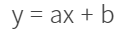 y = ax + b